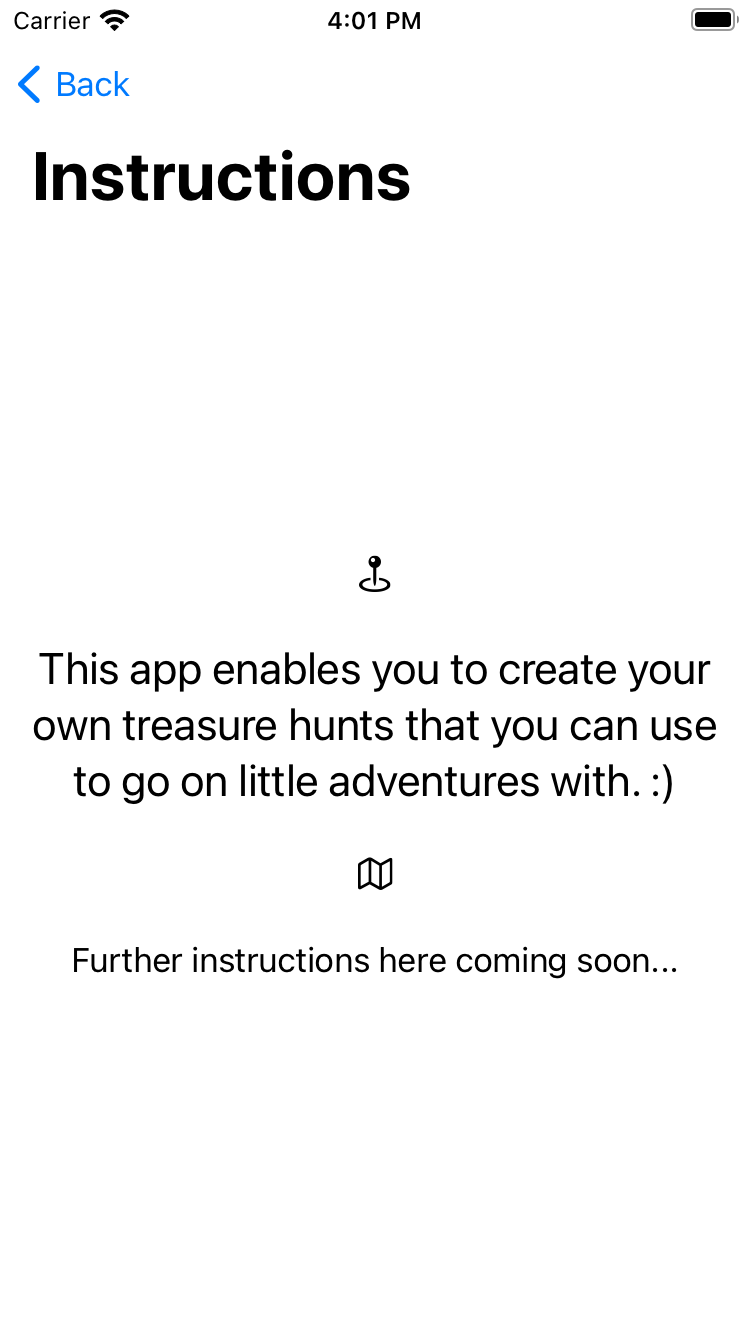 Carrier 4:01 PM
Back
Instructions
This app enables you to create your
own treasure hunts that you can use
to go on little adventures with. :)
Further instructions here coming soon...